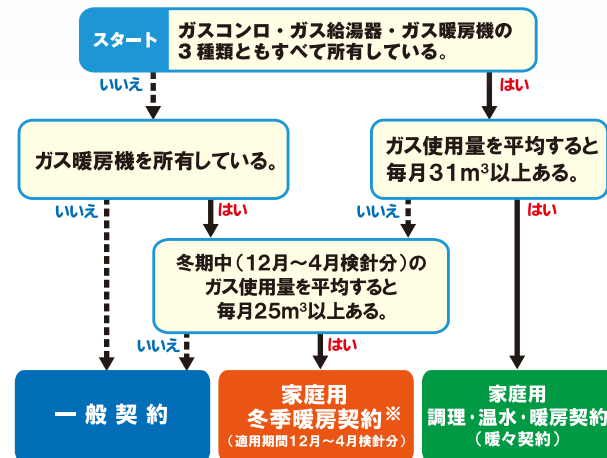 スタート
ガスコンロ・ガス給湯器・ガス暖房機の
3種類ともすべて所有している。
いいえ
はい
ガス暖房機を所有している。
ガス使用量を平均すると
毎月31m³以上ある。
いいえ
はい
いいえ
はい
冬期中（12月～4月検針分）の
ガス使用量を平均すると
毎月25m³以上ある。
いいえ
はい
一般契約
家庭用
冬季暖房契約※
（適用期間12月～4月検針分）
家庭用
調理・温水・暖房契約
（暖々契約）